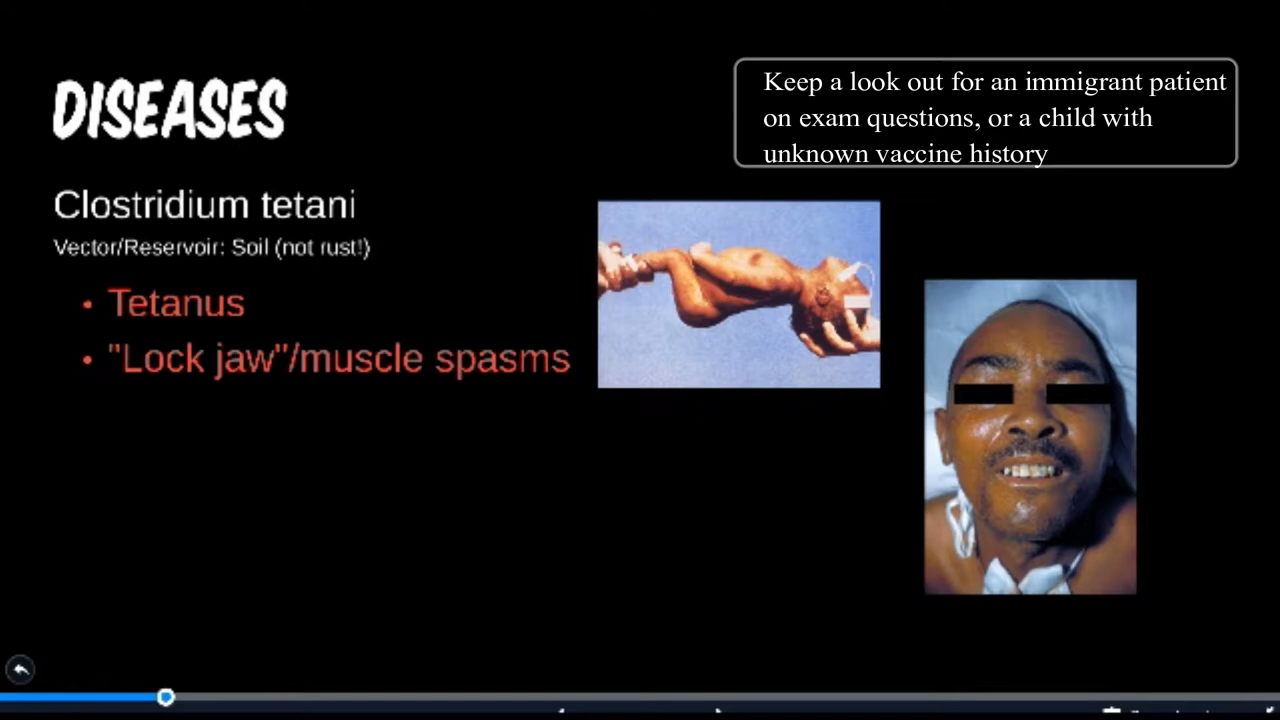 DISEASES
Keep a look out for an immigrant patient
on exam questions, or a child with
unknown vaccine history
Clostridium tetani
Vector/Reservoir: Soil (not rust!)
• Tetanus
• "Lock jaw"/muscle spasms